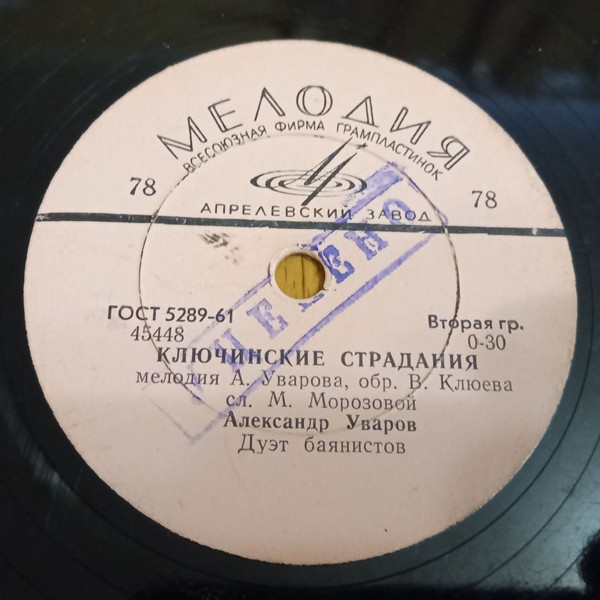 МЕЛОДИЯ
ВСЕСОЮЗНАЯ ФИРМА ГРАМПЛАСТИНОК
78 78
АПРЕЛЕВСКИЙ ЗАВОД
ГОСТ 5289-61 Вторая гр.
45448 0-30
КЛЮЧИНСКИЕ СТРАДАНИЯ
мелодия А. Уварова, обр. В. Клюева
сл. М. Морозовой
Александр Уваров
Дуэт баянистов